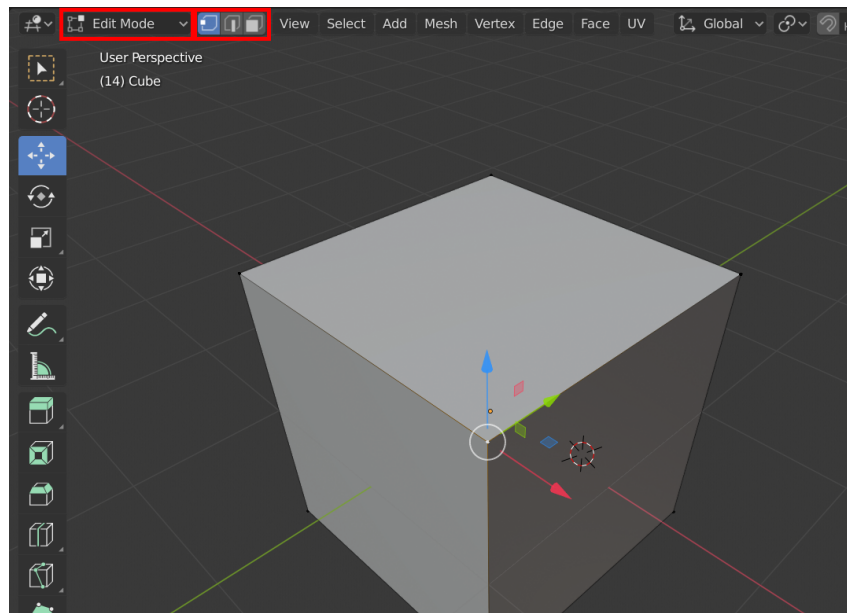 Edit Mode View Select Add Mesh Vertex Edge Face UV Global
User Perspective
(14) Cube